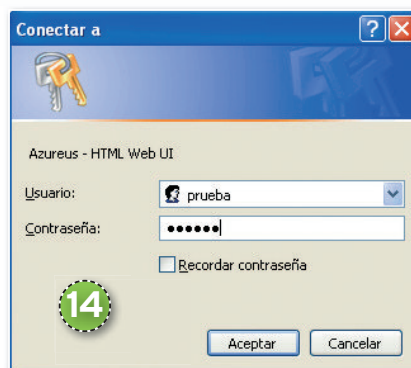 Conectar a
Azureus - HTML Web UI
Usuario:
prueba
Contraseña:
••••••
Recordar contraseña
14
Aceptar
Cancelar